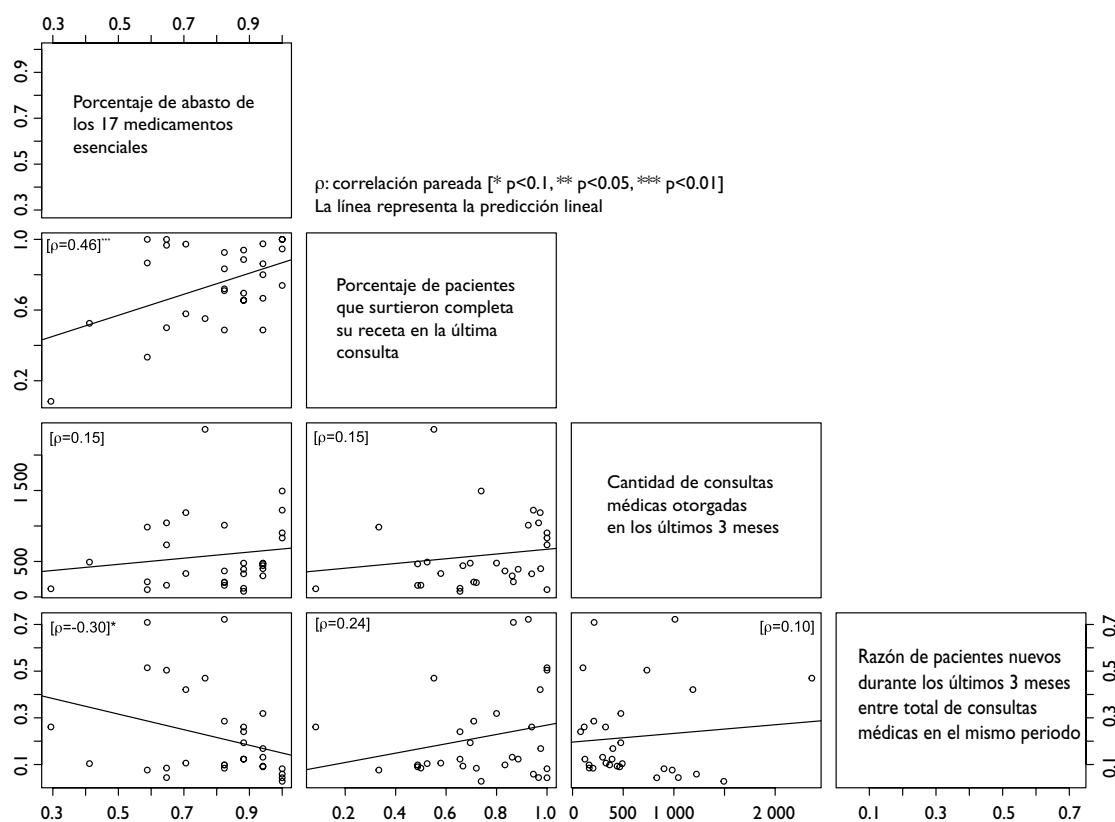 0.3 0.5 0.7 0.9
0.9
0.7
0.5
0.3
Porcentaje de abasto de
los 17 medicamentos
esenciales
ρ: correlación pareada [* p<0.1, ** p<0.05, *** p<0.01]
La línea representa la predicción lineal
1.0
0.6
0.2
[ρ=0.46]***
Porcentaje de pacientes
que surtieron completa
su receta en la última
consulta
1 500
500
0
[ρ=0.15]
[ρ=0.15]
Cantidad de consultas
médicas otorgadas
en los últimos 3 meses
0.7
0.5
0.3
0.1
[ρ=-0.30]*
[ρ=0.24]
[ρ=0.10]
Razón de pacientes nuevos
durante los últimos 3 meses
entre total de consultas
médicas en el mismo periodo
0.7
0.5
0.3
0.1
0.3 0.5 0.7 0.9 0.2 0.4 0.6 0.8 1.0 0 500 1 000 2 000 0.1 0.3 0.5 0.7